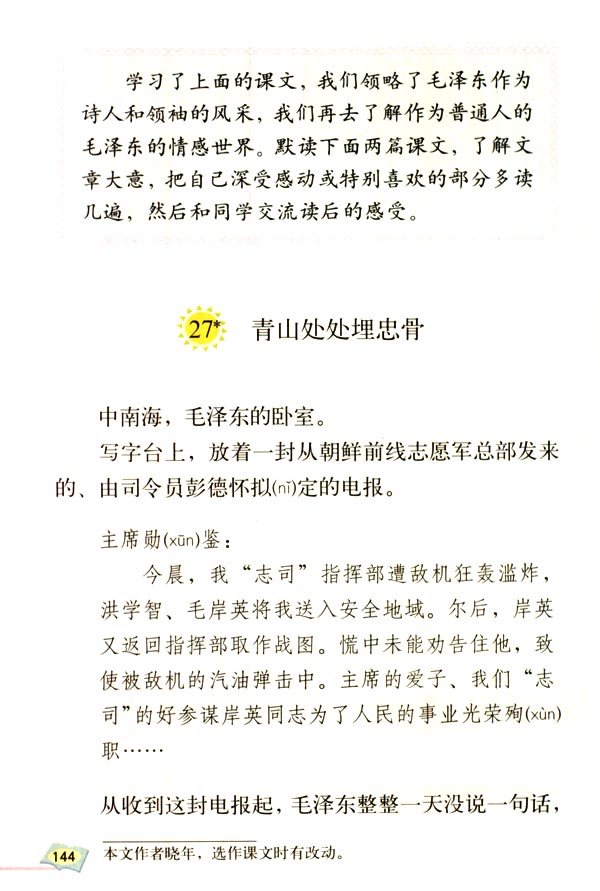 学习了上面的课文，我们领略了毛泽东作为
诗人和领袖的风采，我们再去了解作为普通人的
毛泽东的情感世界。默读下面两篇课文，了解文
章大意，把自己深受感动或特别喜欢的部分多读
几遍，然后和同学交流读后的感受。
27* 青山处处埋忠骨
中南海，毛泽东的卧室。
写字台上，放着一封从朝鲜前线志愿军总部发来
的、由司令员彭德怀拟(nǐ)定的电报。
主席勋(xūn)鉴：
今晨，我“志司”指挥部遭敌机狂轰滥炸，
洪学智、毛岸英将我送入安全地域。尔后，岸英
又返回指挥部取作战图。慌中未能劝告住他，致
使被敌机的汽油弹击中。主席的爱子、我们“志
司”的好参谋岸英同志为了人民的事业光荣殉(xùn)
职……
从收到这封电报起，毛泽东整整一天没说一句话，
本文作者晓年，选作课文时有改动。
144